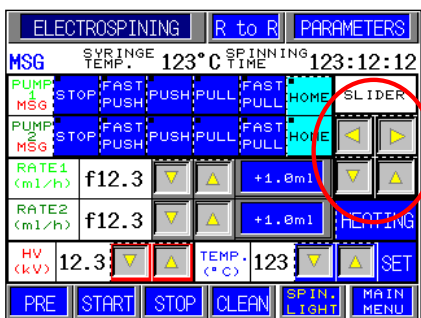 ELECTROSPINING R to R PARAMETERS
MSG SYRINGE TEMP. 123°C SPINNING TIME 123:12:12
PUMP 1 MSG STOP FAST PUSH PUSH PULL FAST PULL HOME SLIDER
PUMP 2 MSG STOP FAST PUSH PUSH PULL FAST PULL HOME
RATE1 (ml/h) f12.3 +1.0ml
RATE2 (ml/h) f12.3 +1.0ml HEATING
HV (kV) 12.3 TEMP. (°C) 123 SET
PRE START STOP CLEAN SPIN. LIGHT MAIN MENU